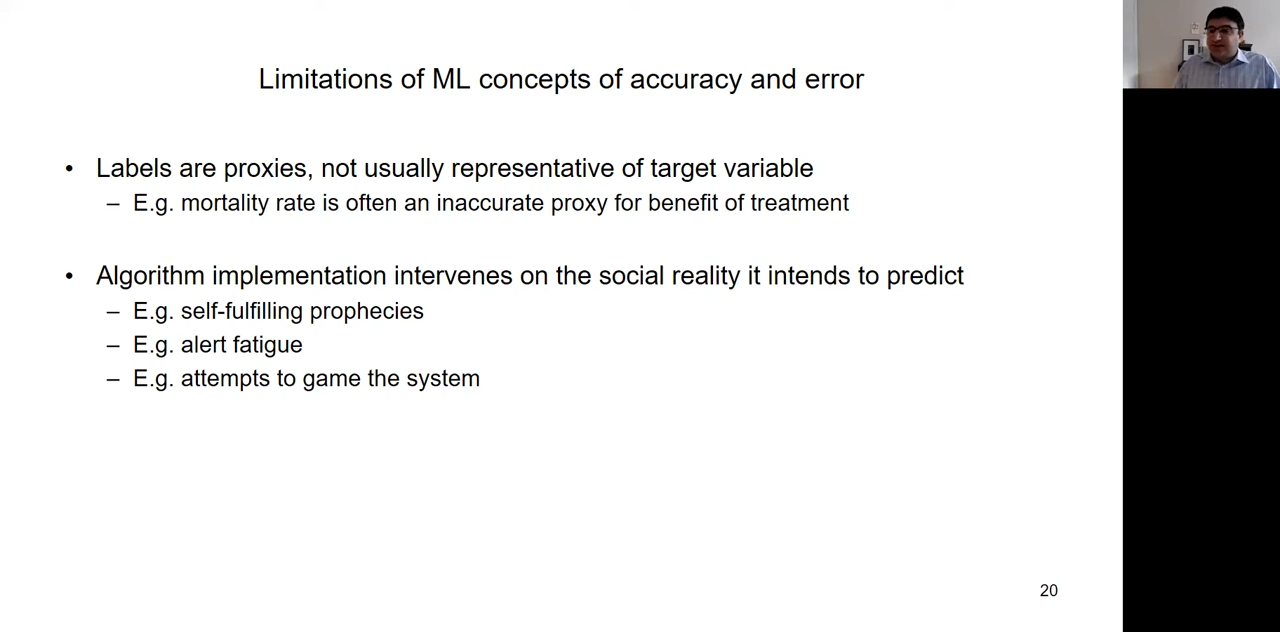 Limitations of ML concepts of accuracy and error
• Labels are proxies, not usually representative of target variable
– E.g. mortality rate is often an inaccurate proxy for benefit of treatment
• Algorithm implementation intervenes on the social reality it intends to predict
– E.g. self-fulfilling prophecies
– E.g. alert fatigue
– E.g. attempts to game the system
20